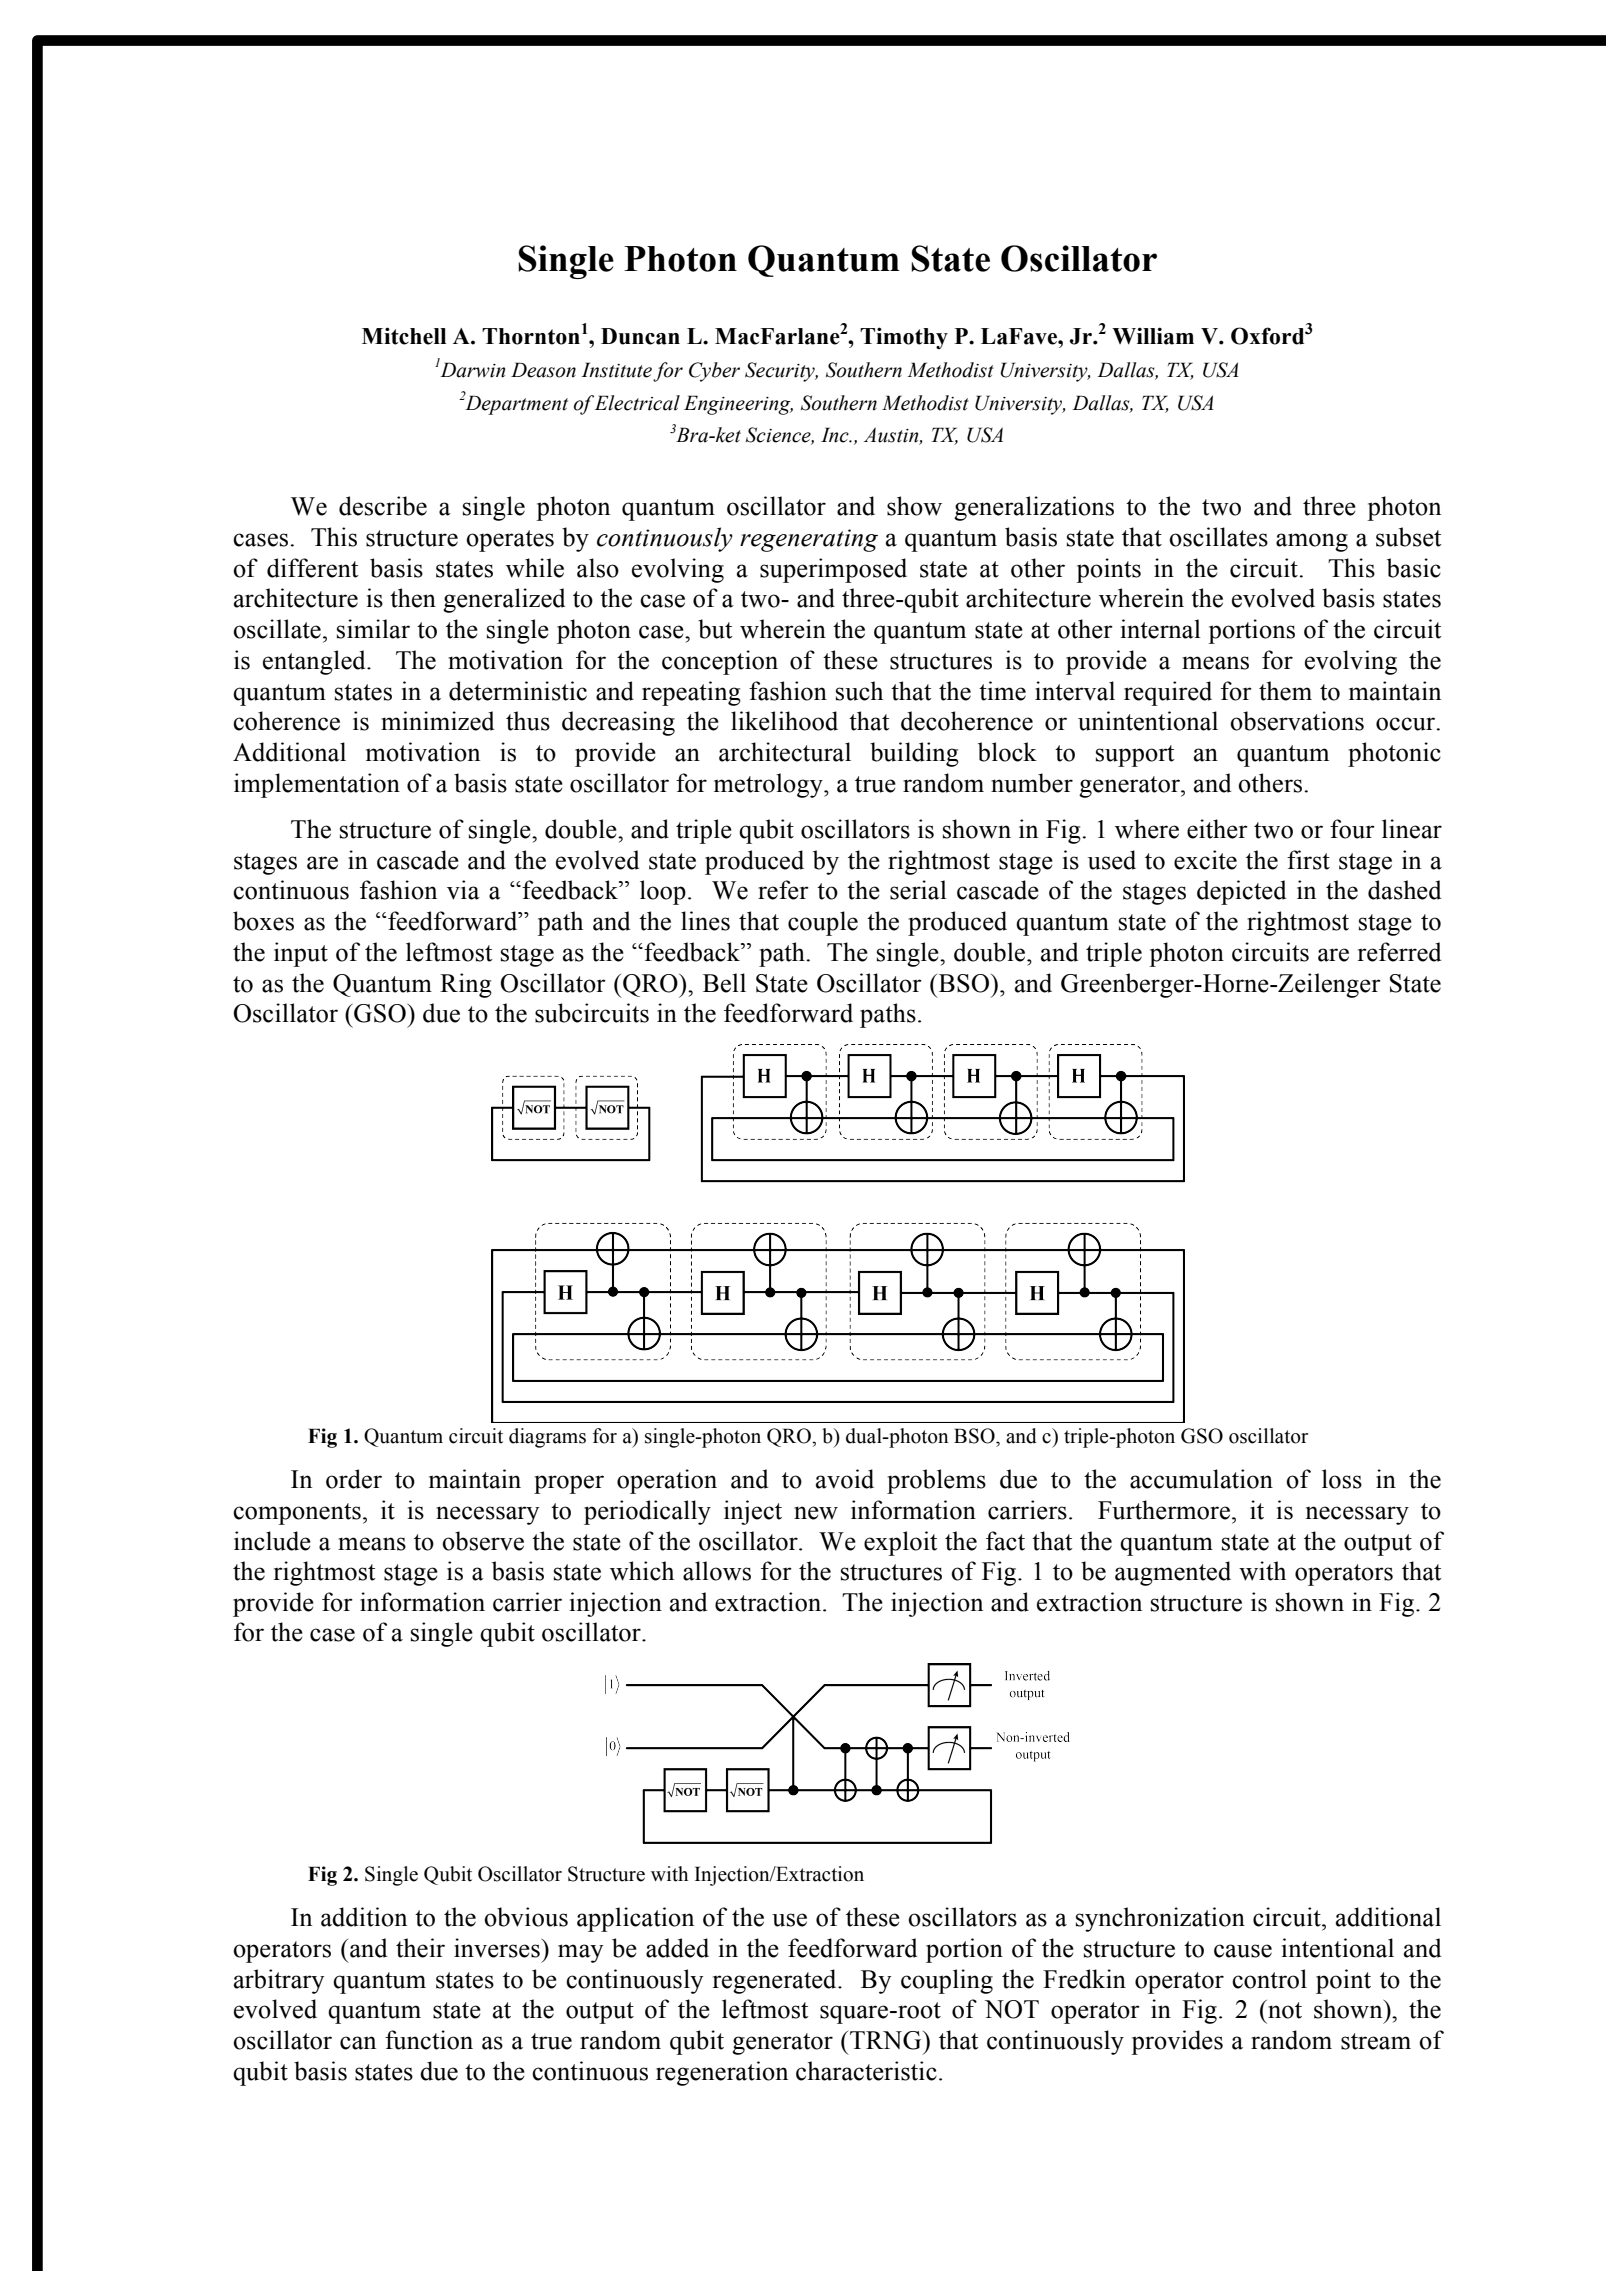 Single Photon Quantum State Oscillator
Mitchell A. Thornton1, Duncan L. MacFarlane2, Timothy P. LaFave, Jr.2 William V. Oxford3
1Darwin Deason Institute for Cyber Security, Southern Methodist University, Dallas, TX, USA
2Department of Electrical Engineering, Southern Methodist University, Dallas, TX, USA
3Bra-ket Science, Inc., Austin, TX, USA
We describe a single photon quantum oscillator and show generalizations to the two and three photon
cases. This structure operates by continuously regenerating a quantum basis state that oscillates among a subset
of different basis states while also evolving a superimposed state at other points in the circuit. This basic
architecture is then generalized to the case of a two- and three-qubit architecture wherein the evolved basis states
oscillate, similar to the single photon case, but wherein the quantum state at other internal portions of the circuit
is entangled. The motivation for the conception of these structures is to provide a means for evolving the
quantum states in a deterministic and repeating fashion such that the time interval required for them to maintain
coherence is minimized thus decreasing the likelihood that decoherence or unintentional observations occur.
Additional motivation is to provide an architectural building block to support an quantum photonic
implementation of a basis state oscillator for metrology, a true random number generator, and others.
The structure of single, double, and triple qubit oscillators is shown in Fig. 1 where either two or four linear
stages are in cascade and the evolved state produced by the rightmost stage is used to excite the first stage in a
continuous fashion via a “feedback” loop. We refer to the serial cascade of the stages depicted in the dashed
boxes as the “feedforward” path and the lines that couple the produced quantum state of the rightmost stage to
the input of the leftmost stage as the “feedback” path. The single, double, and triple photon circuits are referred
to as the Quantum Ring Oscillator (QRO), Bell State Oscillator (BSO), and Greenberger-Horne-Zeilenger State
Oscillator (GSO) due to the subcircuits in the feedforward paths.
√NOT √NOT
H H H H
H H H H
Fig 1. Quantum circuit diagrams for a) single-photon QRO, b) dual-photon BSO, and c) triple-photon GSO oscillator
In order to maintain proper operation and to avoid problems due to the accumulation of loss in the
components, it is necessary to periodically inject new information carriers. Furthermore, it is necessary to
include a means to observe the state of the oscillator. We exploit the fact that the quantum state at the output of
the rightmost stage is a basis state which allows for the structures of Fig. 1 to be augmented with operators that
provide for information carrier injection and extraction. The injection and extraction structure is shown in Fig. 2
for the case of a single qubit oscillator.
|1⟩
Inverted
output
|0⟩
Non-inverted
output
√NOT √NOT
Fig 2. Single Qubit Oscillator Structure with Injection/Extraction
In addition to the obvious application of the use of these oscillators as a synchronization circuit, additional
operators (and their inverses) may be added in the feedforward portion of the structure to cause intentional and
arbitrary quantum states to be continuously regenerated. By coupling the Fredkin operator control point to the
evolved quantum state at the output of the leftmost square-root of NOT operator in Fig. 2 (not shown), the
oscillator can function as a true random qubit generator (TRNG) that continuously provides a random stream of
qubit basis states due to the continuous regeneration characteristic.